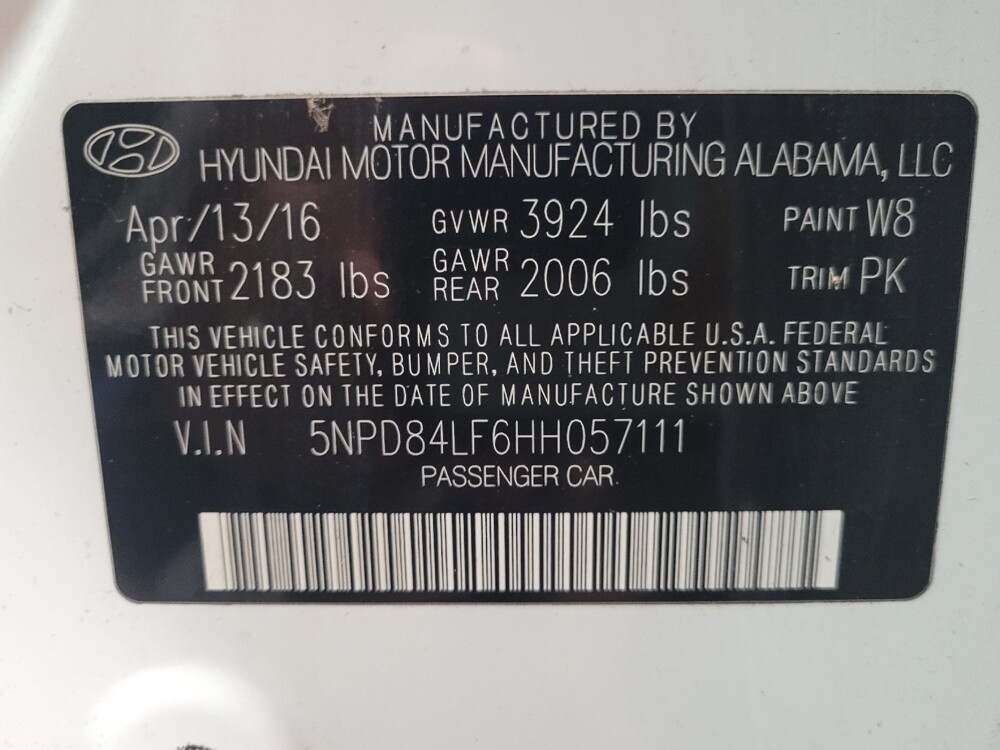 MANUFACTURED BY
HYUNDAI MOTOR MANUFACTURING ALABAMA, LLC
Apr/13/16 GVWR 3924 lbs PAINT W8
GAWR FRONT 2183 lbs GAWR REAR 2006 lbs TRIM PK
THIS VEHICLE CONFORMS TO ALL APPLICABLE U.S.A. FEDERAL
MOTOR VEHICLE SAFETY, BUMPER, AND THEFT PREVENTION STANDARDS
IN EFFECT ON THE DATE OF MANUFACTURE SHOWN ABOVE
V.I.N 5NPD84LF6HH057111
PASSENGER CAR